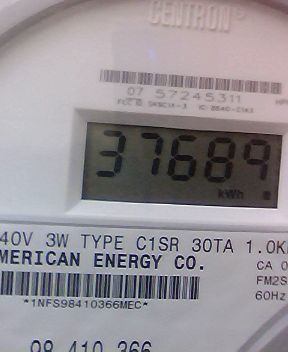 CENTRON
07 57245311
37689
kWh
40V 3W TYPE C1SR 30TA 1.0K
MERICAN ENERGY CO.
CA 0
FM2S
*1NFS98410366MEC*
60Hz
98 410 366